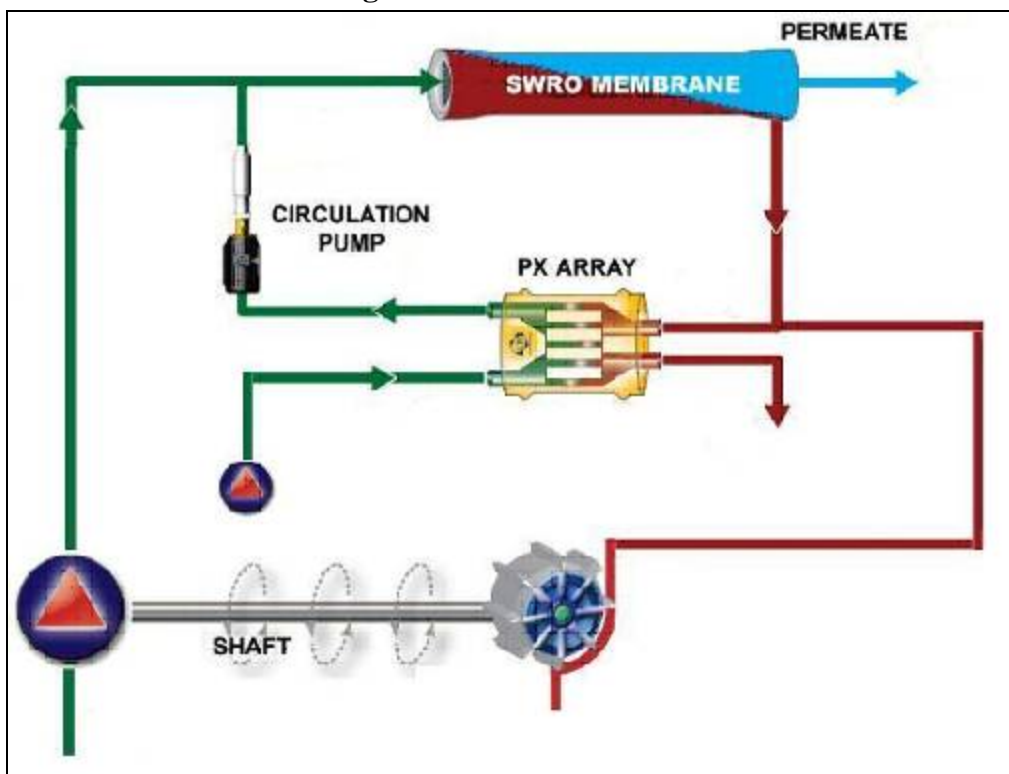 PERMEATE
SWRO MEMBRANE
CIRCULATION
PUMP
PX ARRAY
SHAFT